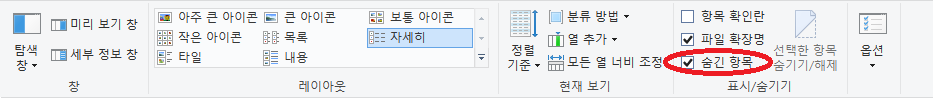 탐색
창
미리 보기 창
세부 정보 창
창
아주 큰 아이콘
큰 아이콘
보통 아이콘
작은 아이콘
목록
자세히
타일
내용
레이아웃
정렬
기준
분류 방법
열 추가
모든 열 너비 조정
현재 보기
항목 확인란
파일 확장명
숨긴 항목
선택한 항목
숨기기/해제
표시/숨기기
옵션